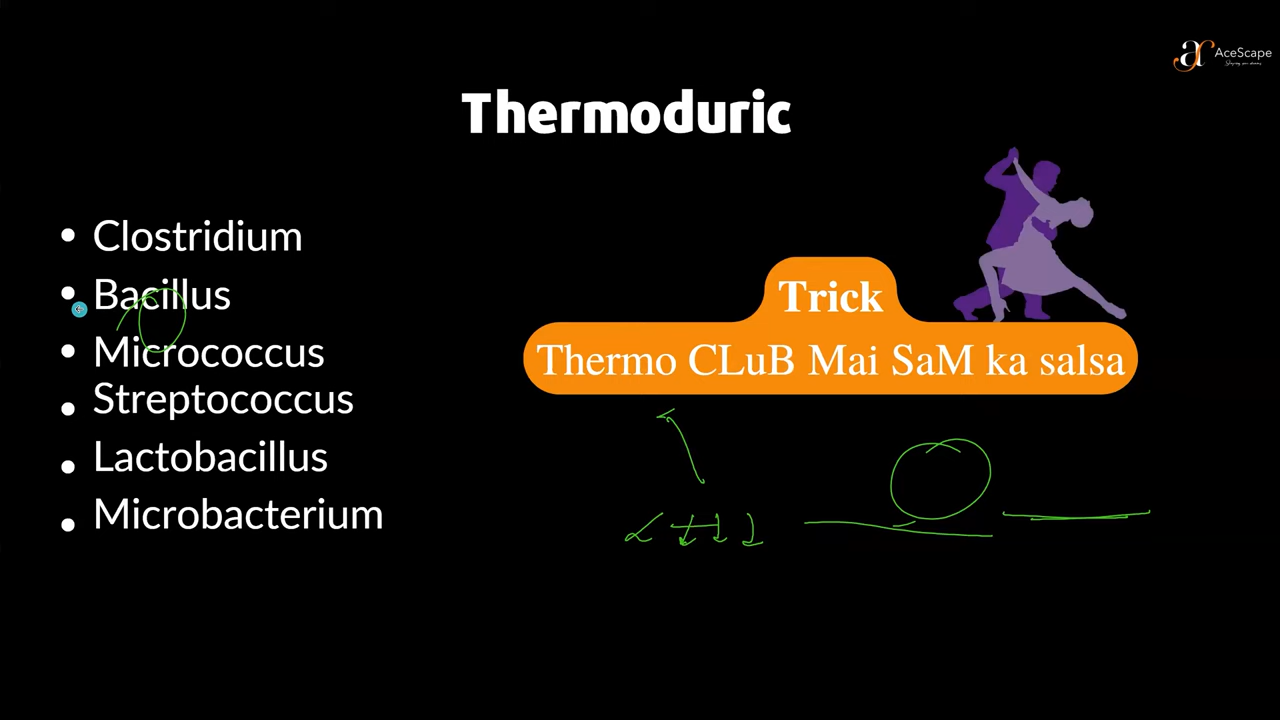 AceScape
Thermoduric
• Clostridium
• Bacillus
• Micrococcus
• Streptococcus
• Lactobacillus
• Microbacterium
Trick
Thermo CLuB Mai SaM ka salsa